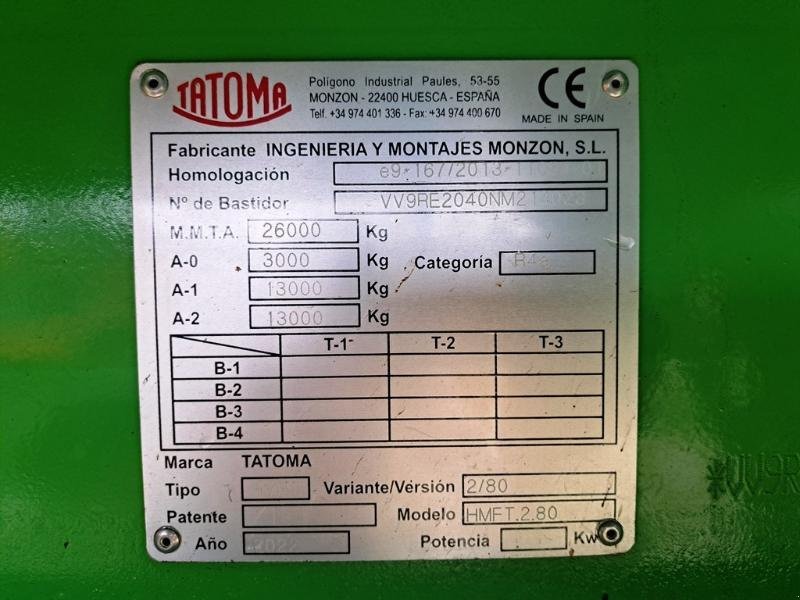 TATOMA
Polígono Industrial Paules, 53-55
MONZON - 22400 HUESCA - ESPAÑA
Telf. +34 974 401 336 - Fax: +34 974 400 670
CE
MADE IN SPAIN
Fabricante INGENIERIA Y MONTAJES MONZON, S.L.
Homologación
Nº de Bastidor
M.M.T.A. 26000 Kg
A-0 3000 Kg Categoría R4a
A-1 13000 Kg
A-2 13000 Kg
T-1 T-2 T-3
B-1
B-2
B-3
B-4
Marca TATOMA
Tipo Variante/Versión 2/80
Patente Modelo HMFT.2.80
Año 2022 Potencia Kw